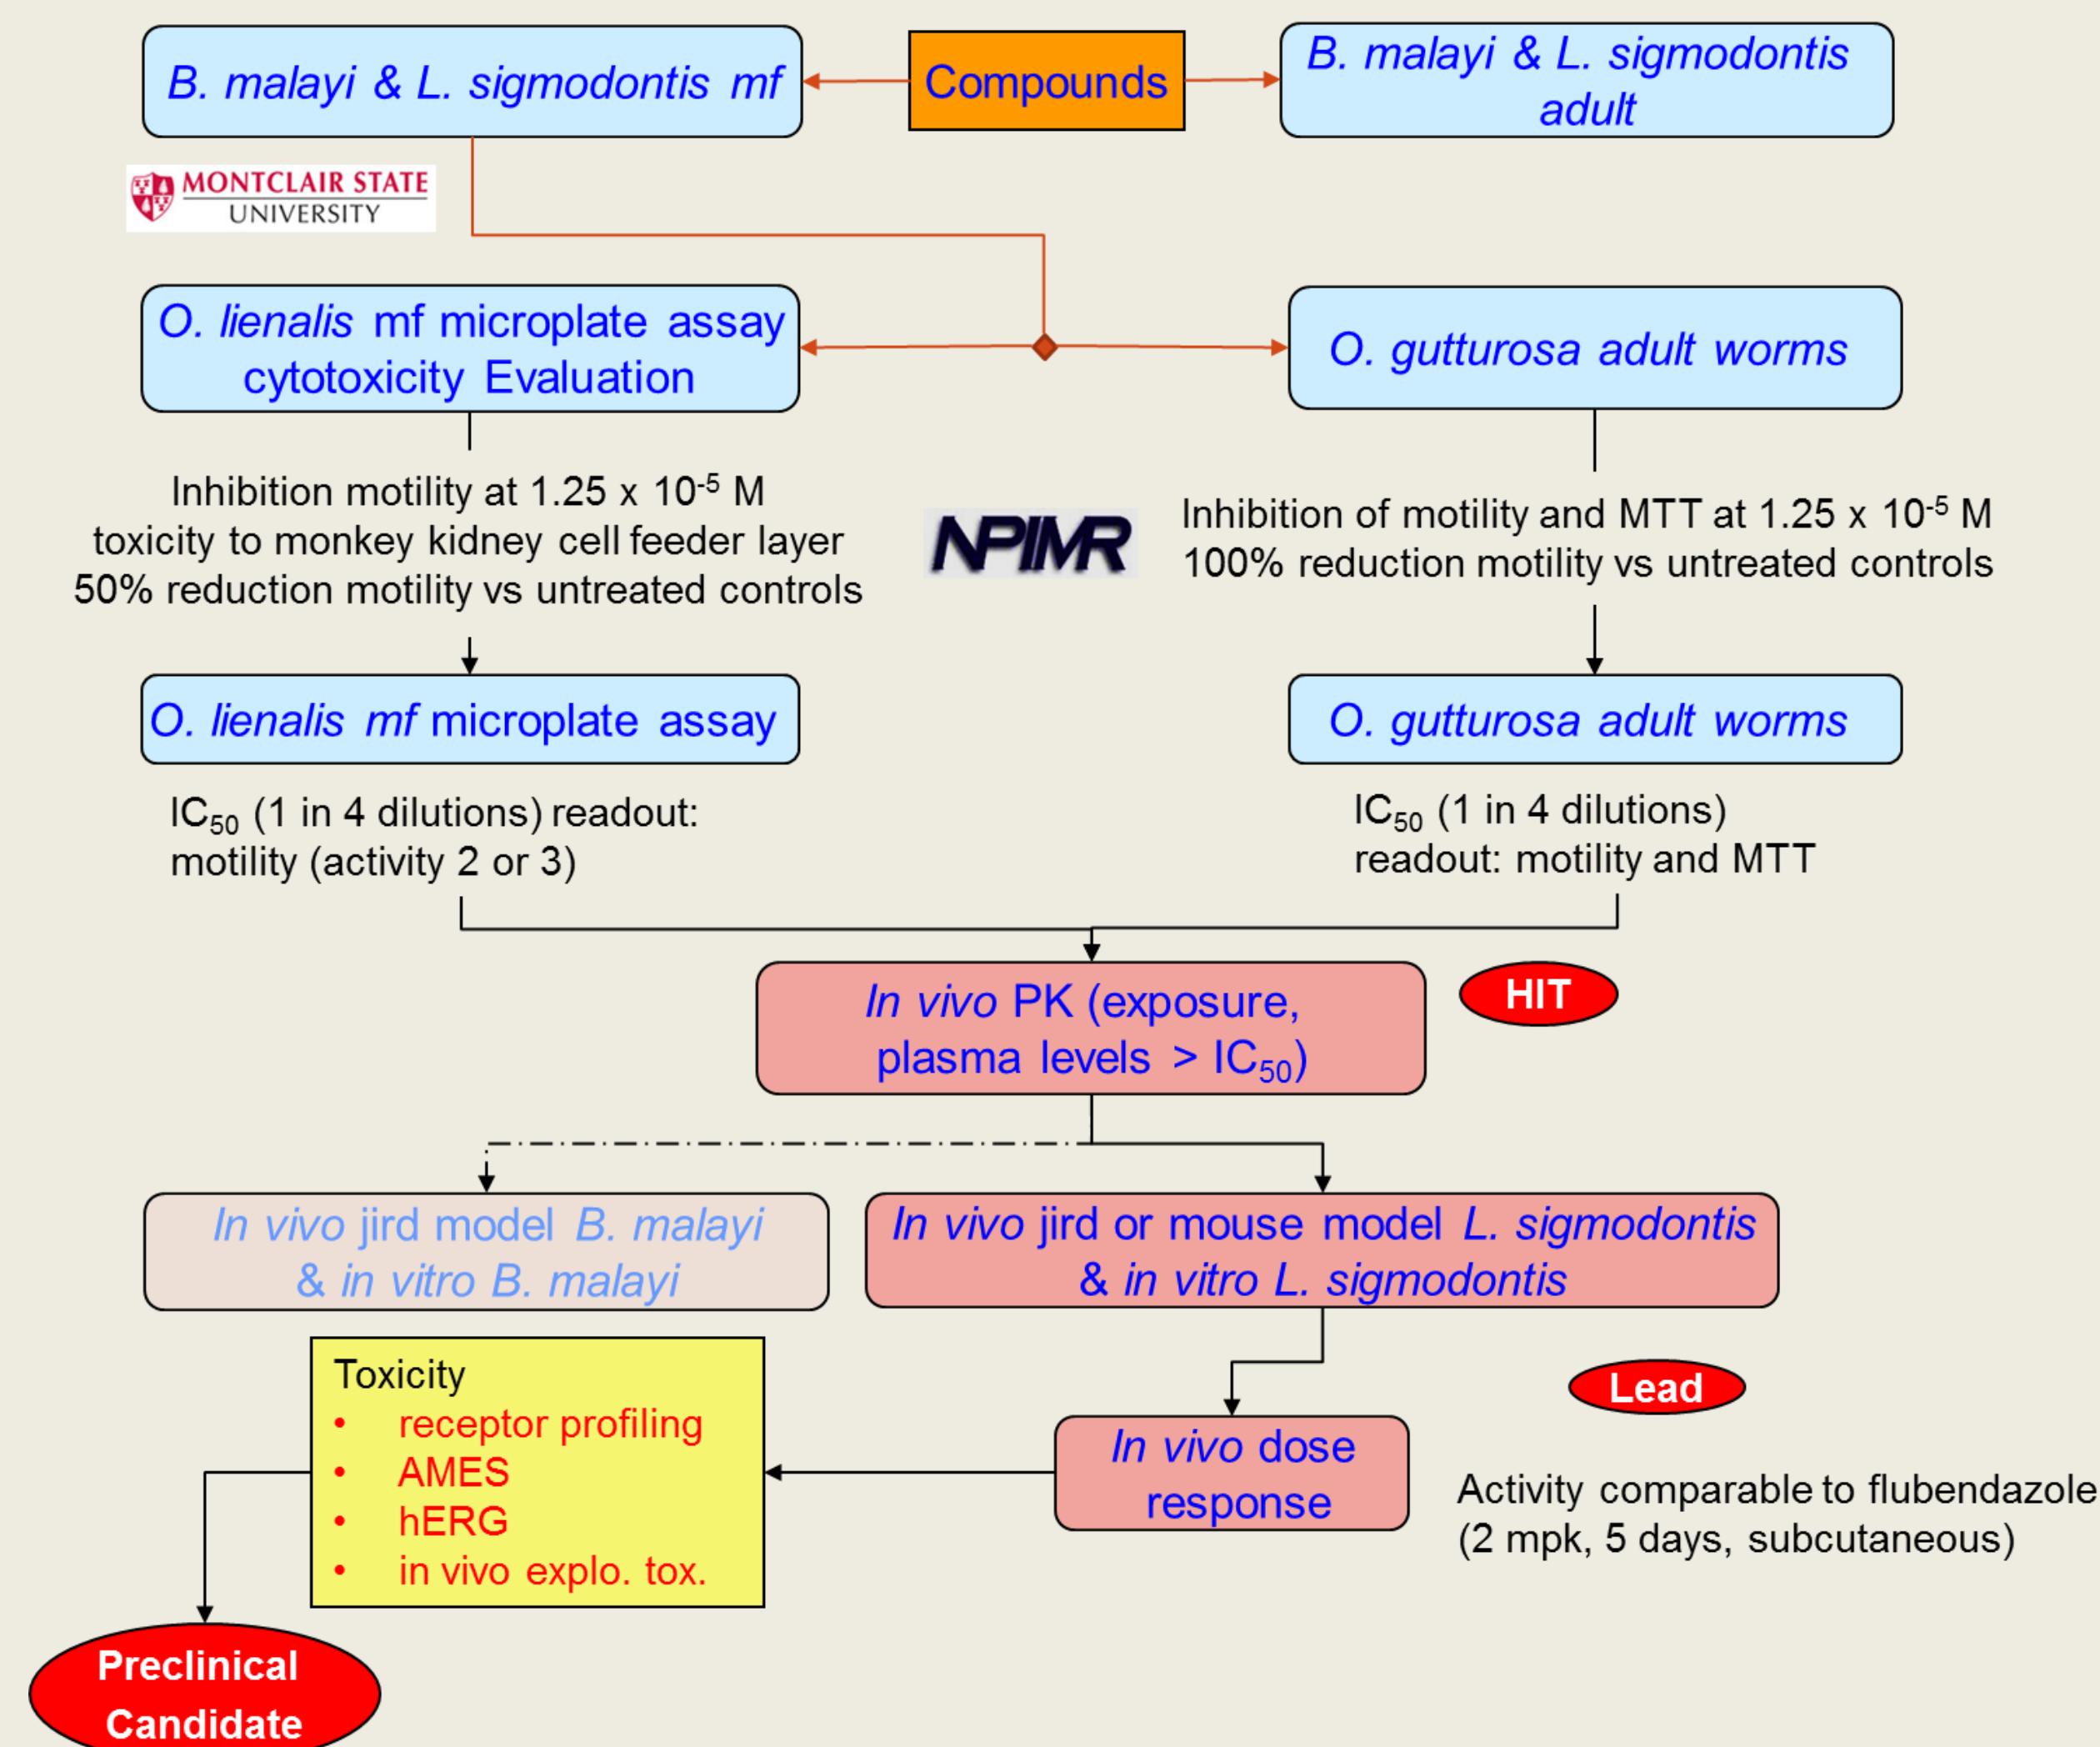 B. malayi & L. sigmodontis mf
Compounds
B. malayi & L. sigmodontis
adult
MONTCLAIR STATE
UNIVERSITY
O. lienalis mf microplate assay
cytotoxicity Evaluation
O. gutturosa adult worms
Inhibition motility at 1.25 x 10⁻⁵ M
toxicity to monkey kidney cell feeder layer
50% reduction motility vs untreated controls
NPIMR
Inhibition of motility and MTT at 1.25 x 10⁻⁵ M
100% reduction motility vs untreated controls
O. lienalis mf microplate assay
O. gutturosa adult worms
IC₅₀ (1 in 4 dilutions) readout:
motility (activity 2 or 3)
IC₅₀ (1 in 4 dilutions)
readout: motility and MTT
In vivo PK (exposure,
plasma levels > IC₅₀)
HIT
In vivo jird model B. malayi
& in vitro B. malayi
In vivo jird or mouse model L. sigmodontis
& in vitro L. sigmodontis
Toxicity
• receptor profiling
• AMES
• hERG
• in vivo explo. tox.
Lead
In vivo dose
response
Activity comparable to flubendazole
(2 mpk, 5 days, subcutaneous)
Preclinical
Candidate